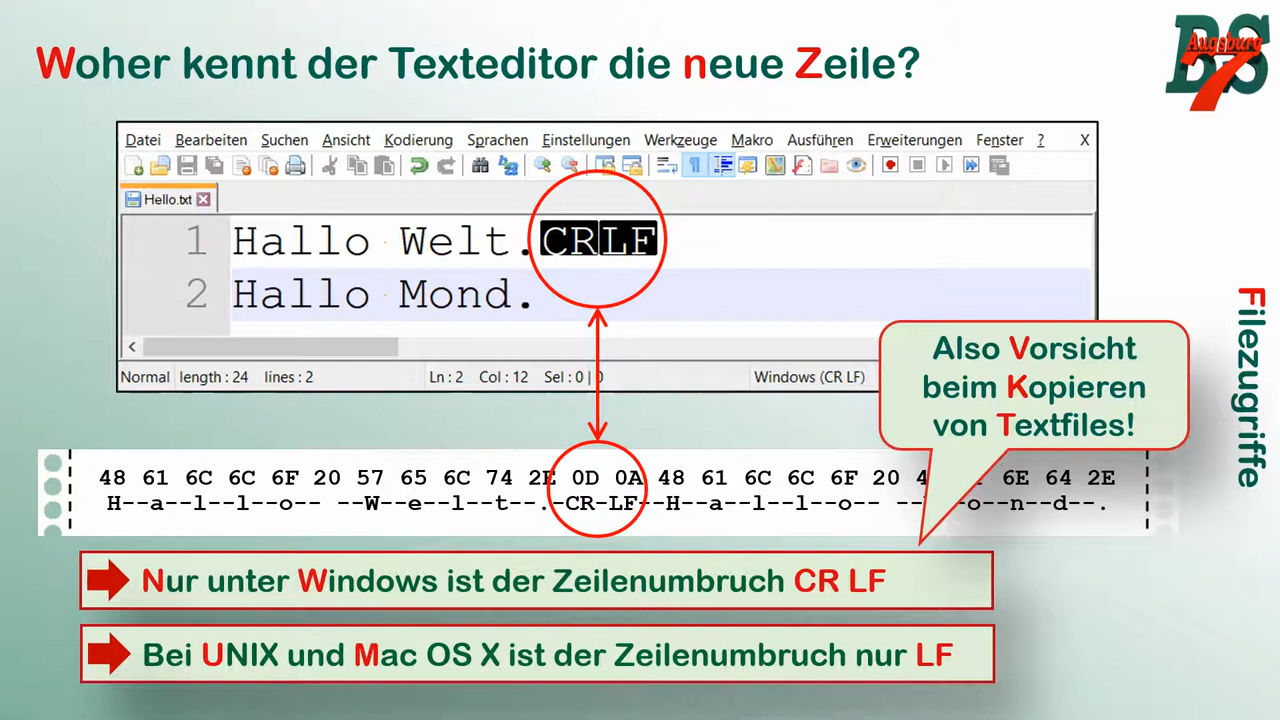 Woher kennt der Texteditor die neue Zeile?
BS
Augsburg
7
Datei Bearbeiten Suchen Ansicht Kodierung Sprachen Einstellungen Werkzeuge Makro Ausführen Erweiterungen Fenster ? X
Hello.txt
1 Hallo Welt.CRLF
2 Hallo Mond.
Normal length : 24 lines : 2 Ln : 2 Col : 12 Sel : 0 | 0 Windows (CR LF)
Also Vorsicht
beim Kopieren
von Textfiles!
Filezugriffe
48 61 6C 6C 6F 20 57 65 6C 74 2E 0D 0A 48 61 6C 6C 6F 20 6E 64 2E
H--a--l--l--o-- --W--e--l--t--.-CR-LF--H--a--l--l--o-- --o--n--d--.
Nur unter Windows ist der Zeilenumbruch CR LF
Bei UNIX und Mac OS X ist der Zeilenumbruch nur LF